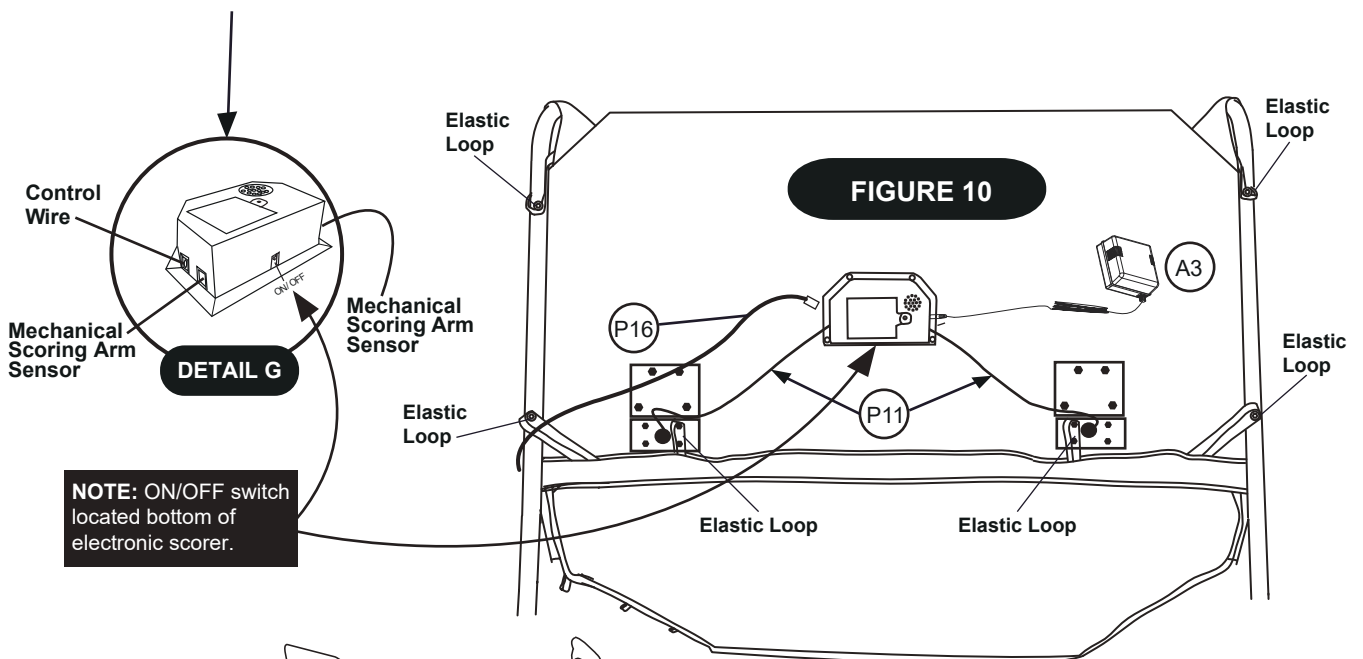 Elastic
Loop
Elastic
Loop
FIGURE 10
Control
Wire
A3
ON/ OFF
Mechanical
Scoring Arm
Sensor
Mechanical
Scoring Arm
Sensor
P16
DETAIL G
Elastic
Loop
Elastic
Loop
P11
NOTE: ON/OFF switch
located bottom of
electronic scorer.
Elastic Loop
Elastic Loop